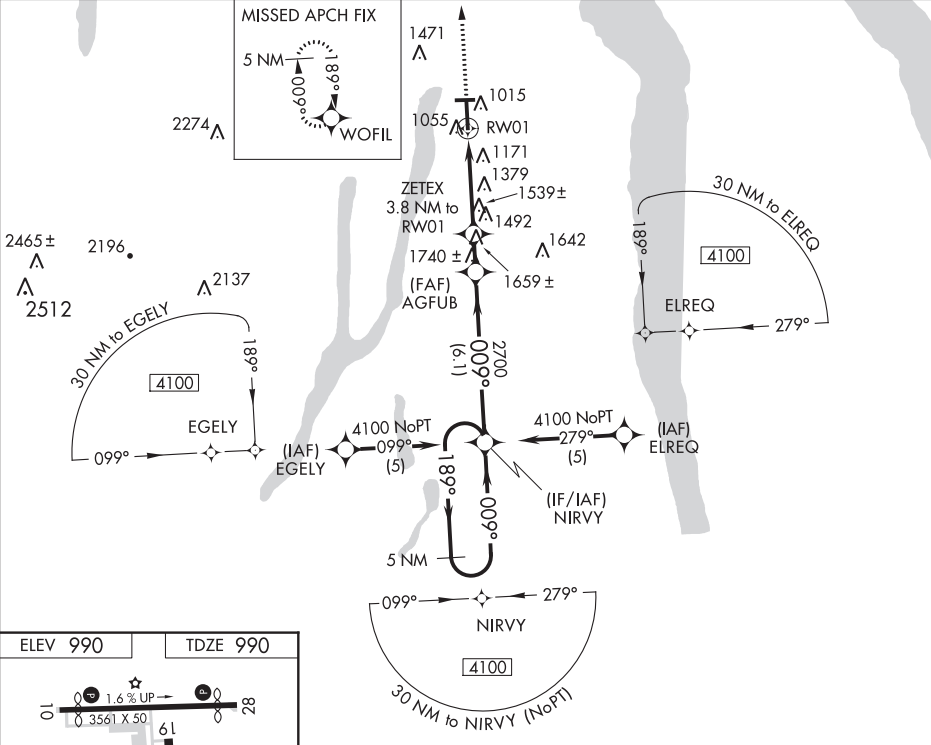 MISSED APCH FIX
5 NM
189°
009°
WOFIL
1471
1015
1055
RW01
2274
1171
1379
ZETEX
3.8 NM to
RW01
1539±
1492
1642
1740 ±
1659 ±
(FAF)
AGFUB
2465 ±
2196
2512
2137
30 NM to EGELY
189°
4100
EGELY
099°
30 NM to ELREQ
189°
4100
ELREQ
279°
2700
009°
(6.1)
4100 NoPT
099°
(5)
(IAF)
EGELY
4100 NoPT
279°
(5)
(IAF)
ELREQ
(IF/IAF)
NIRVY
189°
009°
5 NM
099°
279°
NIRVY
4100
30 NM to NIRVY (NoPT)
ELEV 990
TDZE 990
P
1.6 % UP
P
10
3561 X 50
28
19